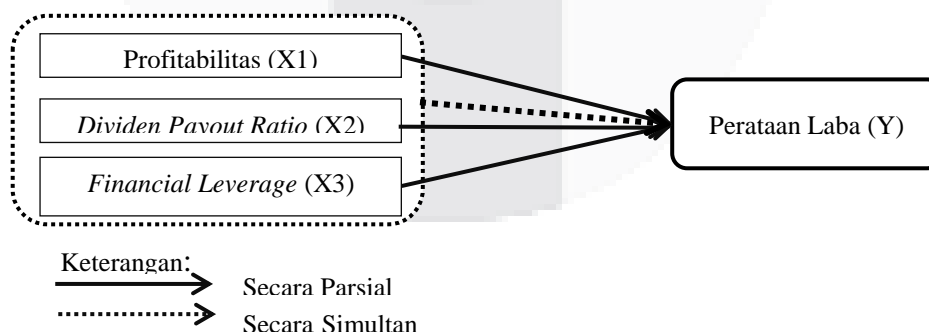 Profitabilitas (X1)
Dividen Payout Ratio (X2)
Financial Leverage (X3)
Perataan Laba (Y)
Keterangan:
Secara Parsial
Secara Simultan